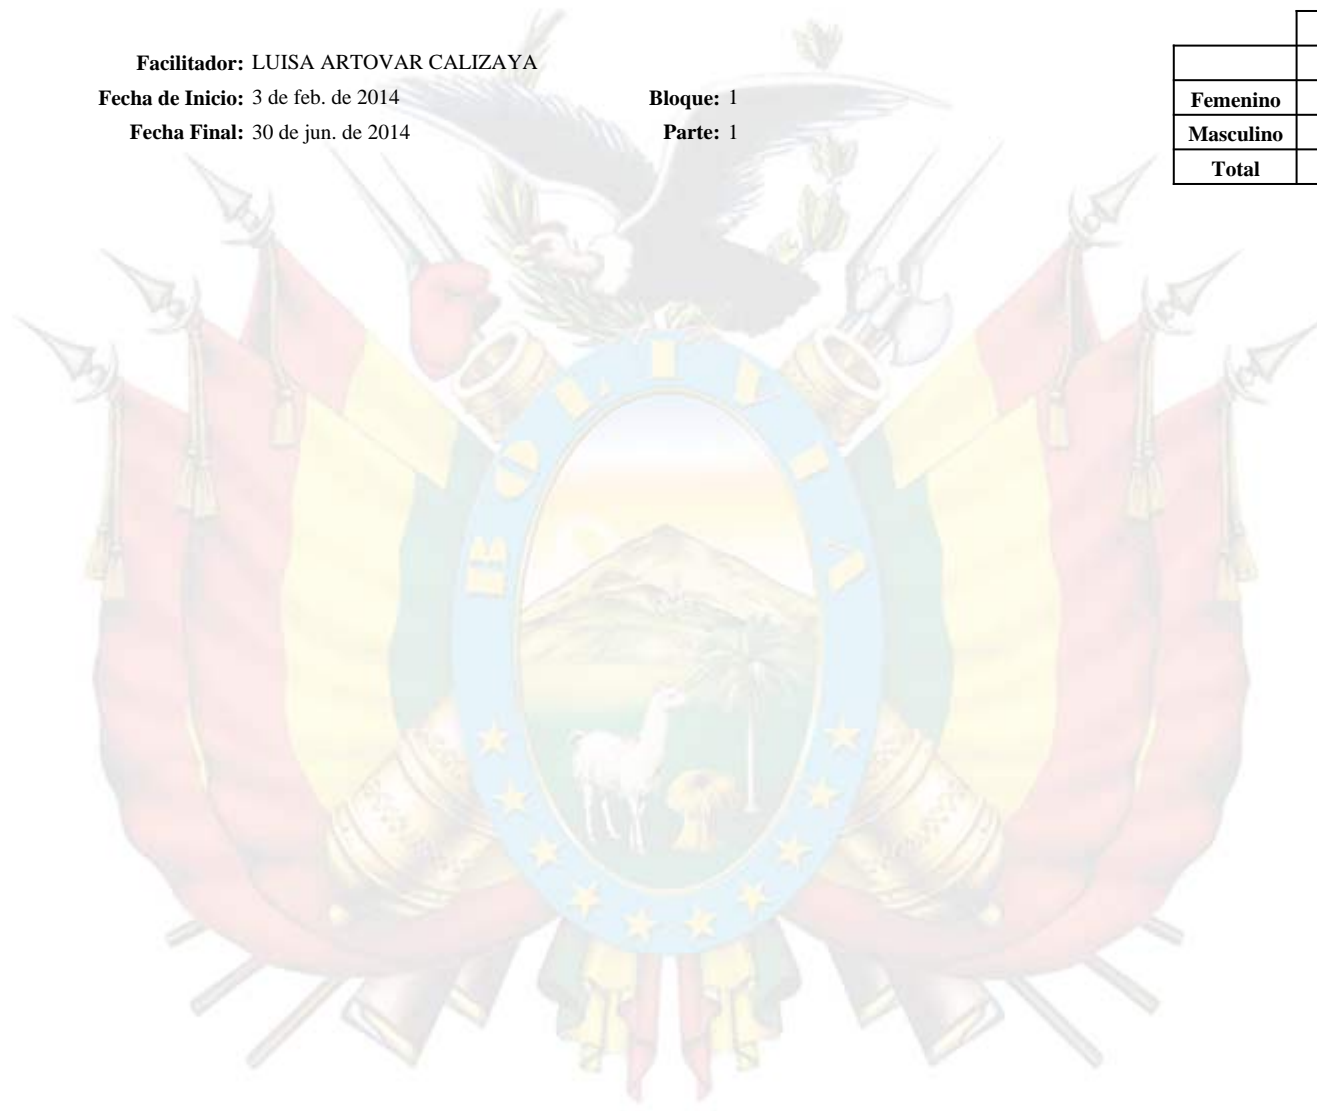 Facilitador: LUISA ARTOVAR CALIZAYA
Fecha de Inicio: 3 de feb. de 2014 Bloque: 1
Fecha Final: 30 de jun. de 2014 Parte: 1
Femenino
Masculino
Total
BOLIVIA